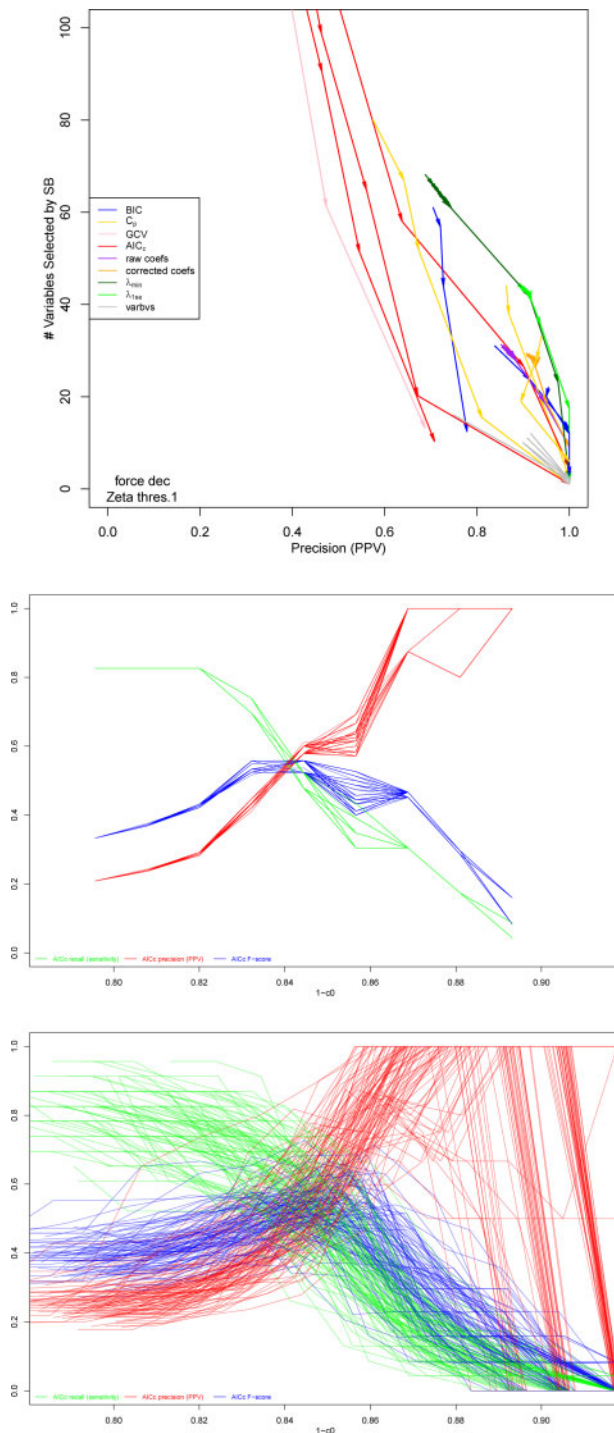 # Variables Selected by SB
100
80
60
40
20
0
BIC
Cp
GCV
AICc
raw coefs
corrected coefs
λmin
λ1se
varbvs
force dec
Zeta thres.1
0.0 0.2 0.4 0.6 0.8 1.0
Precision (PPV)
1.0
0.8
0.6
0.4
0.2
0.0
AICc recall (sensitivity) AICc precision (PPV) AICc F-score
0.80 0.82 0.84 0.86 0.88 0.90
1-c0
1.0
0.8
0.6
0.4
0.2
0.0
AICc recall (sensitivity) AICc precision (PPV) AICc F-score
0.80 0.82 0.84 0.86 0.88 0.90
1-c0